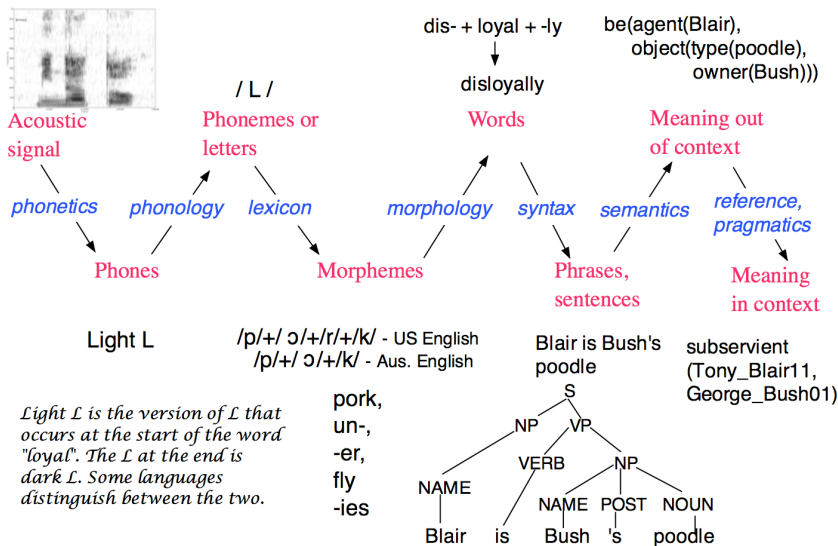 dis- + loyal + -ly
disloyally
be(agent(Blair),
object(type(poodle),
owner(Bush)))
/ L /
Acoustic
signal
Phonemes or
letters
Words
Meaning out
of context
phonetics
phonology
lexicon
morphology
syntax
semantics
reference,
pragmatics
Phones
Morphemes
Phrases,
sentences
Meaning
in context
Light L
/p/+/ ɔ/+/r/+/k/ - US English
/p/+/ ɔ/+/k/ - Aus. English
Blair is Bush's
poodle
subservient
(Tony_Blair11,
George_Bush01)
Light L is the version of L that
occurs at the start of the word
"loyal". The L at the end is
dark L. Some languages
distinguish between the two.
pork,
un-,
-er,
fly
-ies
S
NP VP
VERB NP
NAME
NAME POST NOUN
Blair is Bush 's poodle